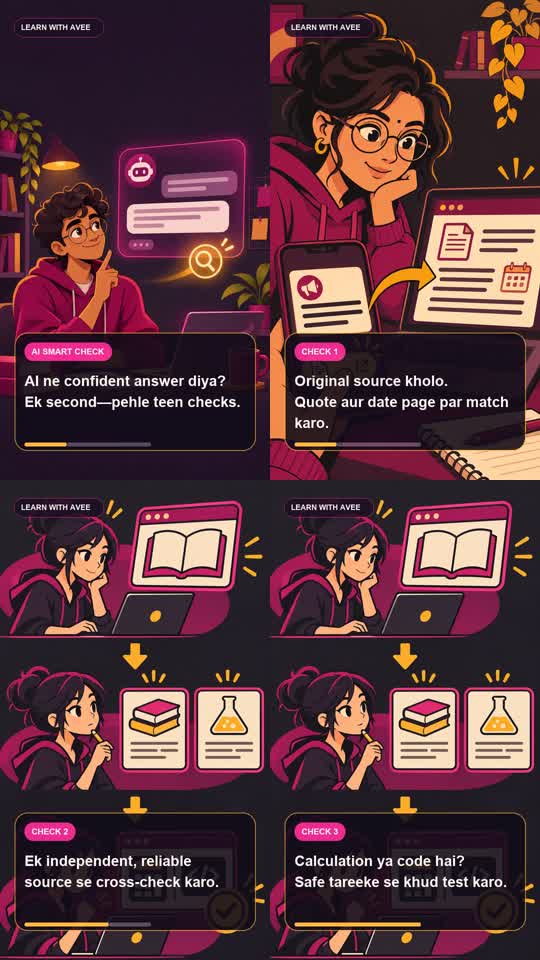 LEARN WITH AVEE
AI SMART CHECK
AI ne confident answer diya?
Ek second—pehle teen checks.
LEARN WITH AVEE
CHECK 1
Original source kholo.
Quote aur date page par match
karo.
LEARN WITH AVEE
CHECK 2
Ek independent, reliable
source se cross-check karo.
LEARN WITH AVEE
CHECK 3
Calculation ya code hai?
Safe tareeke se khud test karo.